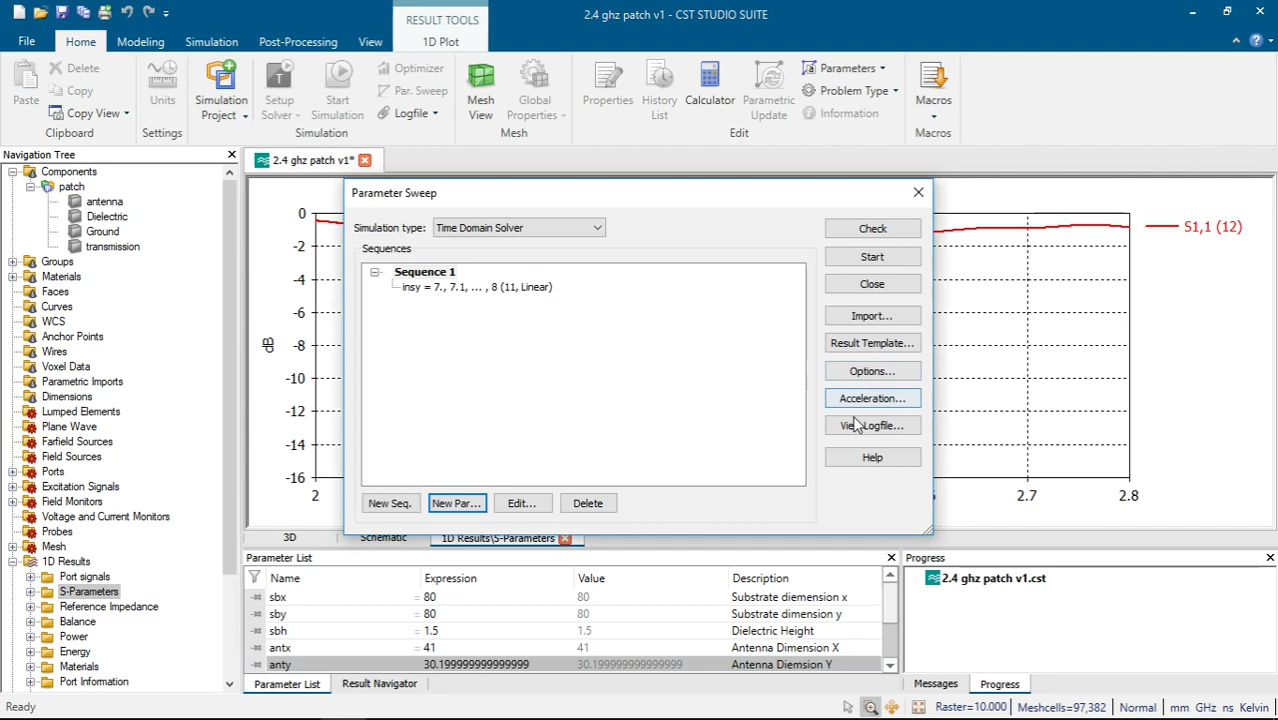 2.4 ghz patch v1 - CST STUDIO SUITE
RESULT TOOLS
File
Home
Modeling
Simulation
Post-Processing
View
1D Plot
Paste
Delete
Copy
Copy View
Clipboard
Units
Settings
Simulation
Project
Setup
Solver
Start
Simulation
Optimizer
Par. Sweep
Logfile
Simulation
Mesh
View
Global
Properties
Mesh
Properties
History
List
Calculator
Parametric
Update
Parameters
Problem Type
Information
Edit
Macros
Macros
Navigation Tree
Components
patch
antenna
Dielectric
Ground
transmission
Groups
Materials
Faces
Curves
WCS
Anchor Points
Wires
Voxel Data
Parametric Imports
Dimensions
Lumped Elements
Plane Wave
Farfield Sources
Field Sources
Ports
Excitation Signals
Field Monitors
Voltage and Current Monitors
Probes
Mesh
1D Results
Port signals
S-Parameters
Reference Impedance
Balance
Power
Energy
Materials
Port Information
2.4 ghz patch v1*
0
-2
-4
-6
-8
-10
-12
-14
-16
dB
2
2.7
2.8
S1,1 (12)
Parameter Sweep
Simulation type:
Time Domain Solver
Sequences
Sequence 1
insy = 7., 7.1, ... , 8 (11, Linear)
Check
Start
Close
Import...
Result Template...
Options...
Acceleration...
View Logfile...
Help
New Seq.
New Par...
Edit...
Delete
3D
Schematic
1D Results\S-Parameters
Parameter List
Name
Expression
Value
Description
sbx
= 80
80
Substrate diemension x
sby
= 80
80
Substrate dimension y
sbh
= 1.5
1.5
Dielectric Height
antx
= 41
41
Antenna Dimension X
anty
30.199999999999
30.19999999999999
Antenna Diemsion Y
Parameter List
Result Navigator
Progress
2.4 ghz patch v1.cst
Messages
Progress
Ready
Raster=10.000
Meshcells=97,382
Normal
mm GHz ns Kelvin